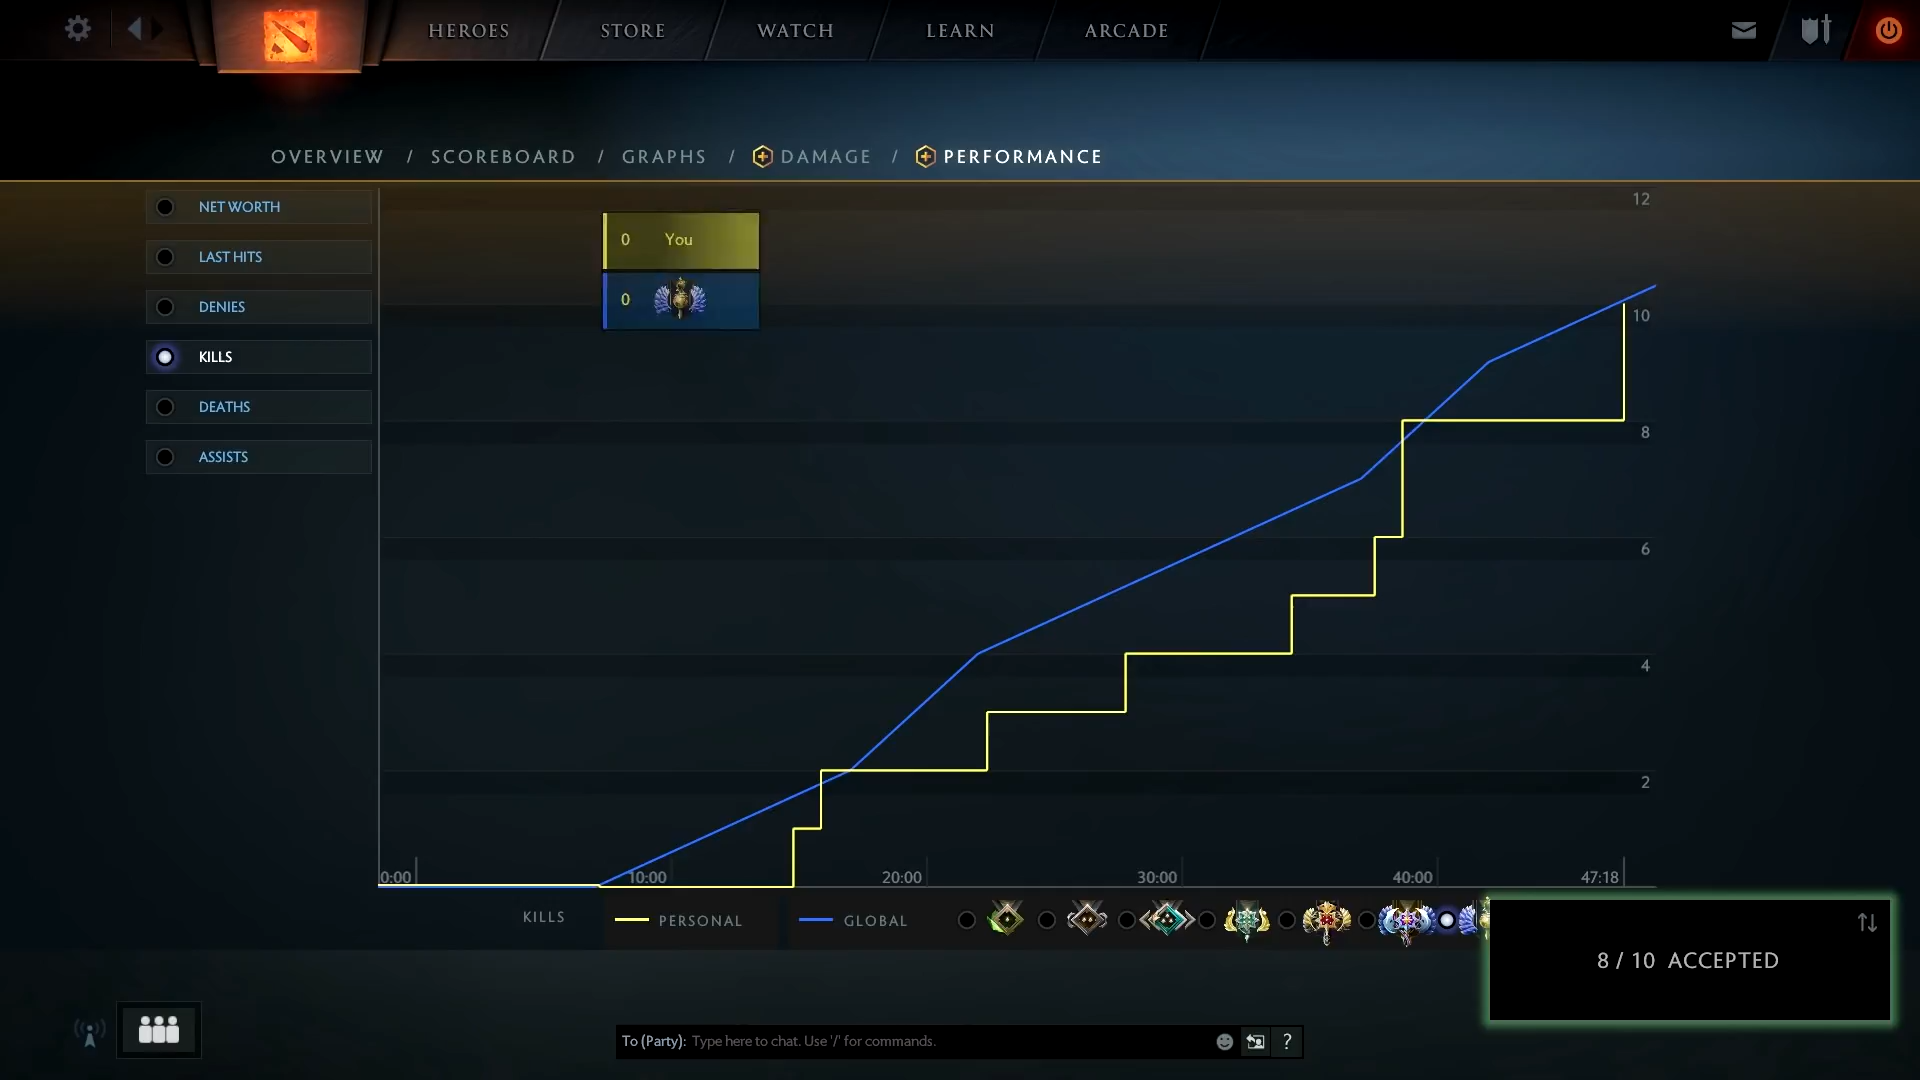 HEROES
STORE
WATCH
LEARN
ARCADE
OVERVIEW / SCOREBOARD / GRAPHS / DAMAGE / PERFORMANCE
NET WORTH
LAST HITS
DENIES
KILLS
DEATHS
ASSISTS
0 You
0
12
10
8
6
4
2
0:00 10:00 20:00 30:00 40:00 47:18
KILLS PERSONAL GLOBAL
8 / 10 ACCEPTED
To (Party): Type here to chat. Use '/' for commands. ?